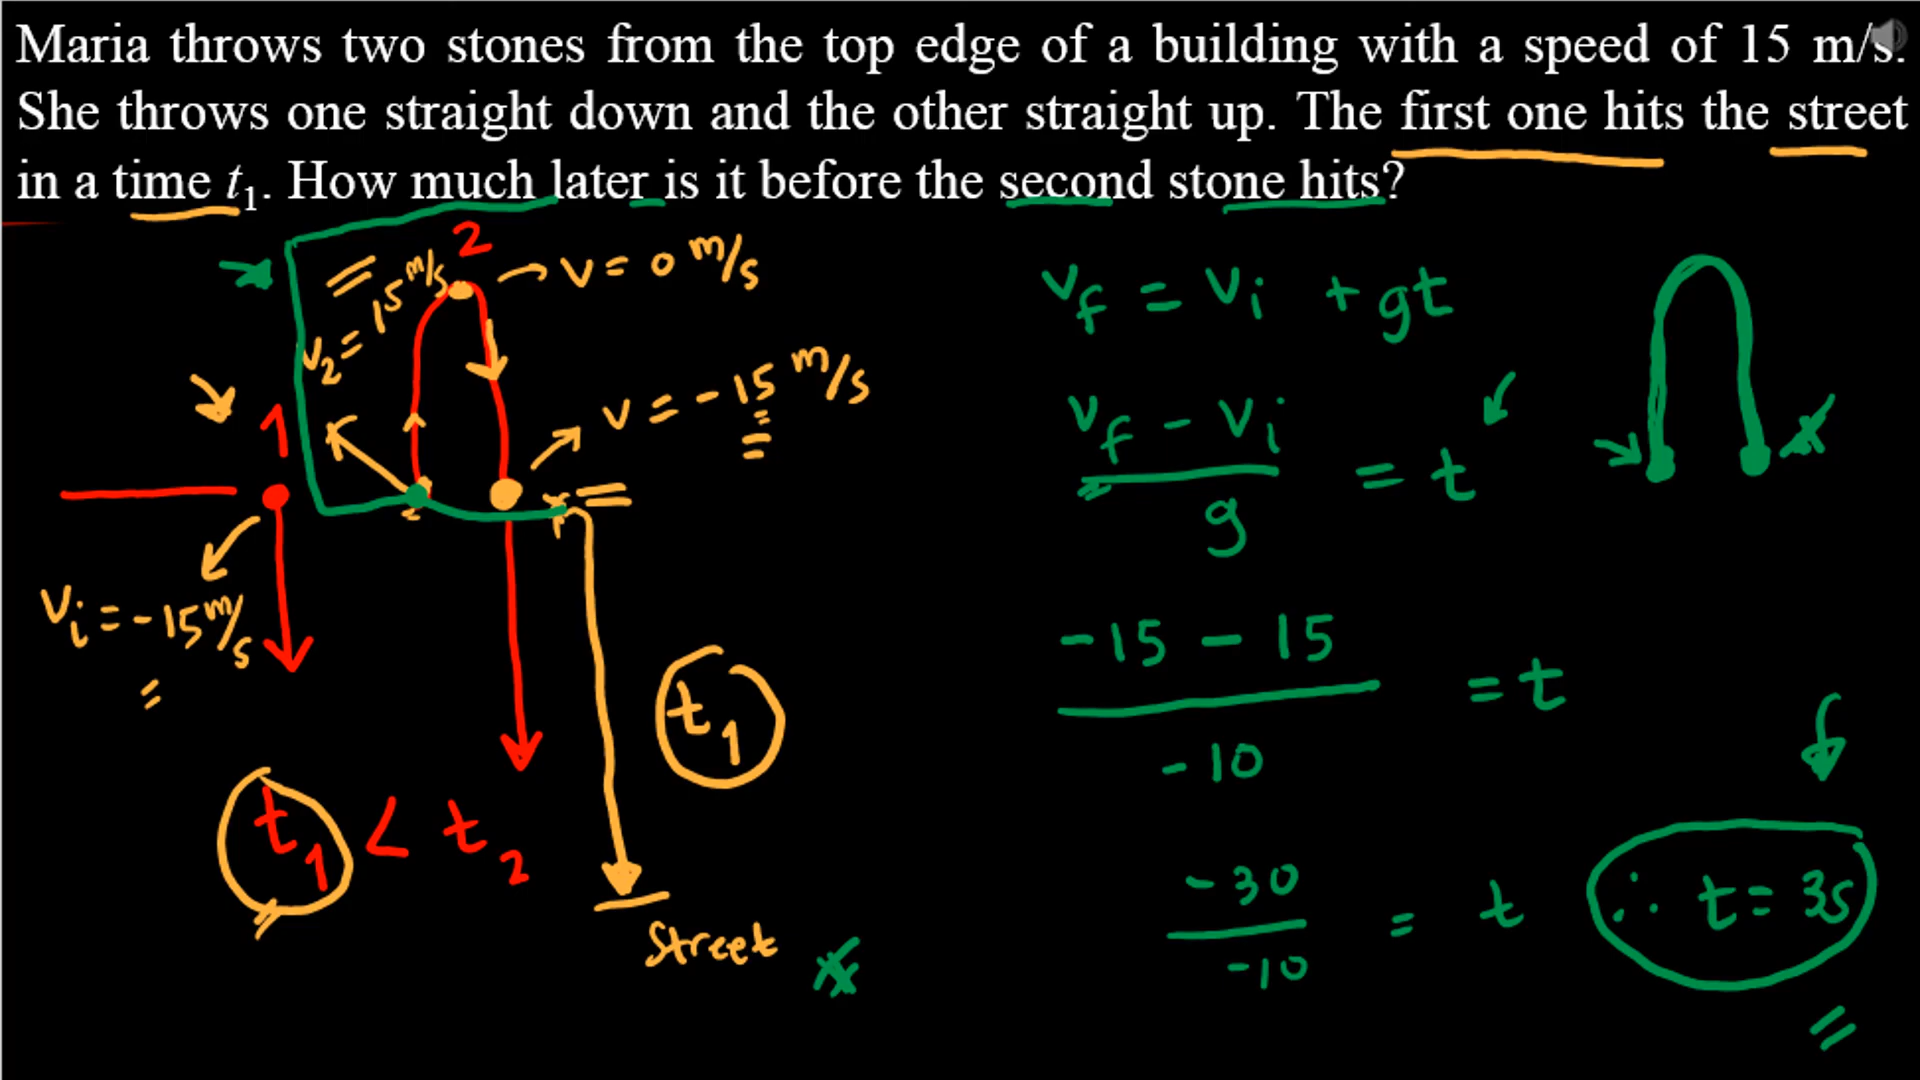 Maria throws two stones from the top edge of a building with a speed of 15 m/s.
She throws one straight down and the other straight up. The first one hits the street
in a time t₁. How much later is it before the second stone hits?
2
v = 0 m/s
v₂ = 15 m/s
v = -15 m/s
1
vᵢ = -15 m/s
t₁
t₁ < t₂
Street
v_f = vᵢ + gt
v_f - vᵢ / g = t
-15 - 15 / -10 = t
-30 / -10 = t
∴ t = 3s